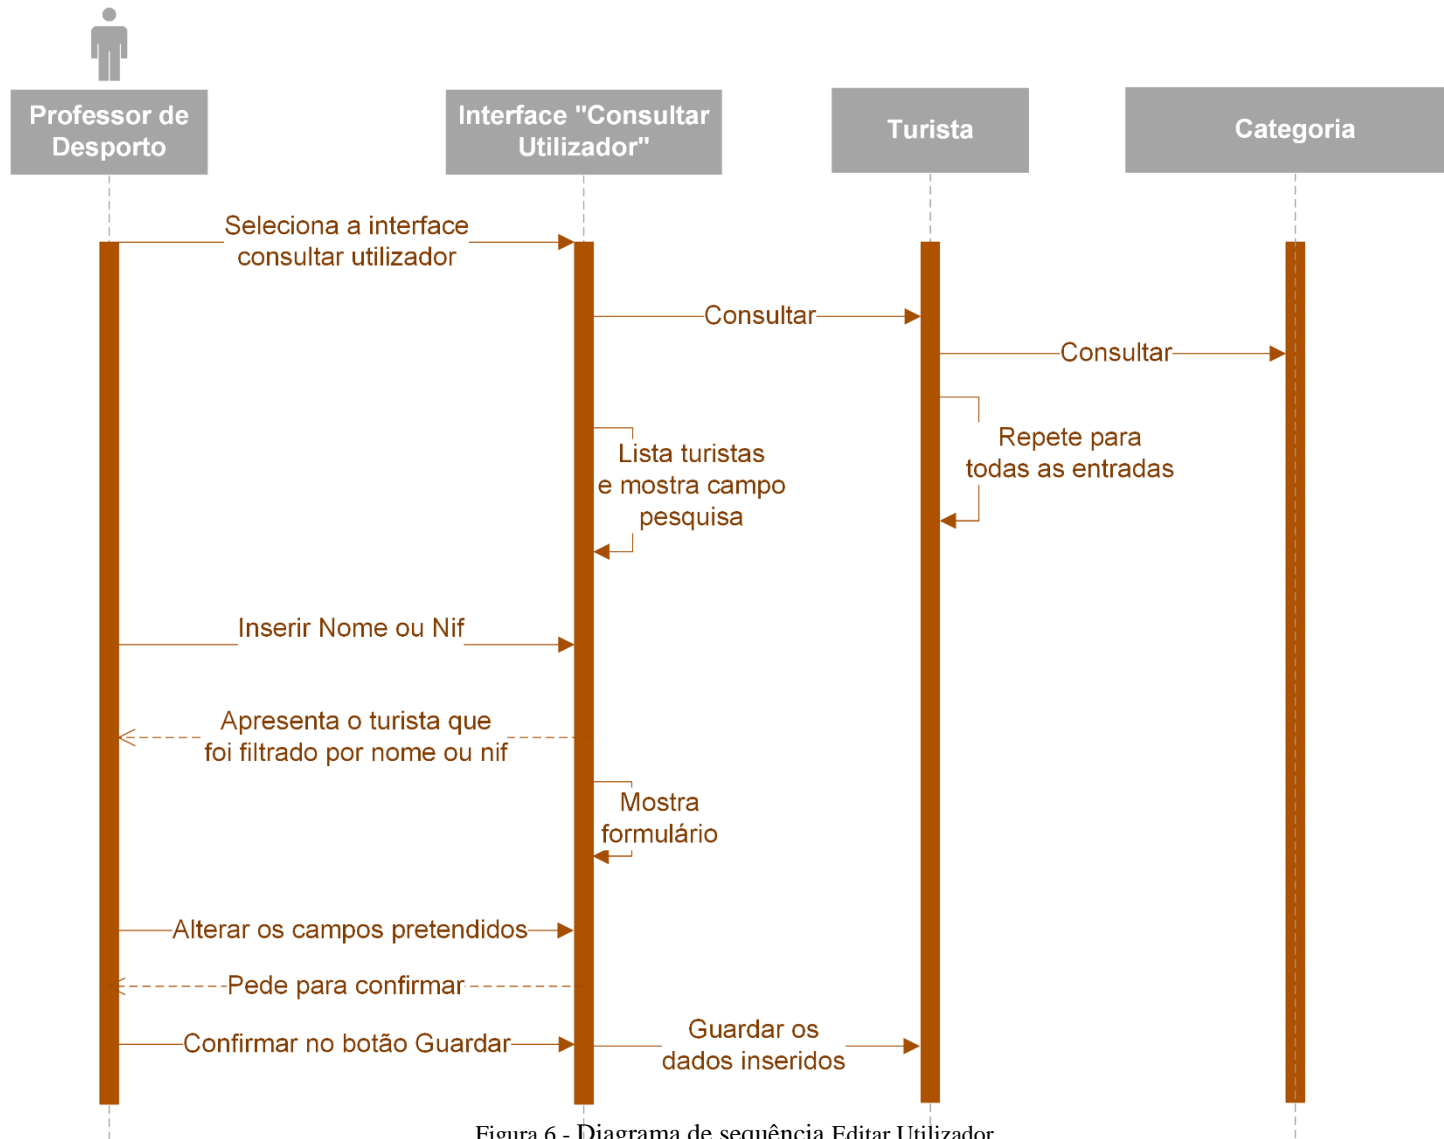 Professor de
Desporto
Interface "Consultar
Utilizador"
Turista
Categoria
Seleciona a interface
consultar utilizador
Consultar
Consultar
Repete para
todas as entradas
Lista turistas
e mostra campo
pesquisa
Inserir Nome ou Nif
Apresenta o turista que
foi filtrado por nome ou nif
Mostra
formulário
Alterar os campos pretendidos
Pede para confirmar
Confirmar no botão Guardar
Guardar os
dados inseridos
Figura 6 - Diagrama de sequência Editar Utilizador